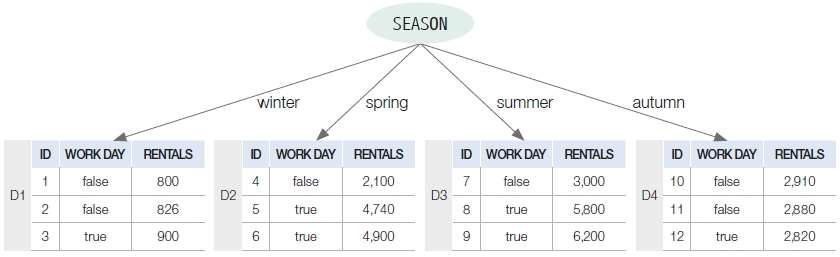 SEASON
winter spring summer autumn
D1
ID WORK DAY RENTALS
1 false 800
2 false 826
3 true 900
D2
ID WORK DAY RENTALS
4 false 2,100
5 true 4,740
6 true 4,900
D3
ID WORK DAY RENTALS
7 false 3,000
8 true 5,800
9 true 6,200
D4
ID WORK DAY RENTALS
10 false 2,910
11 false 2,880
12 true 2,820